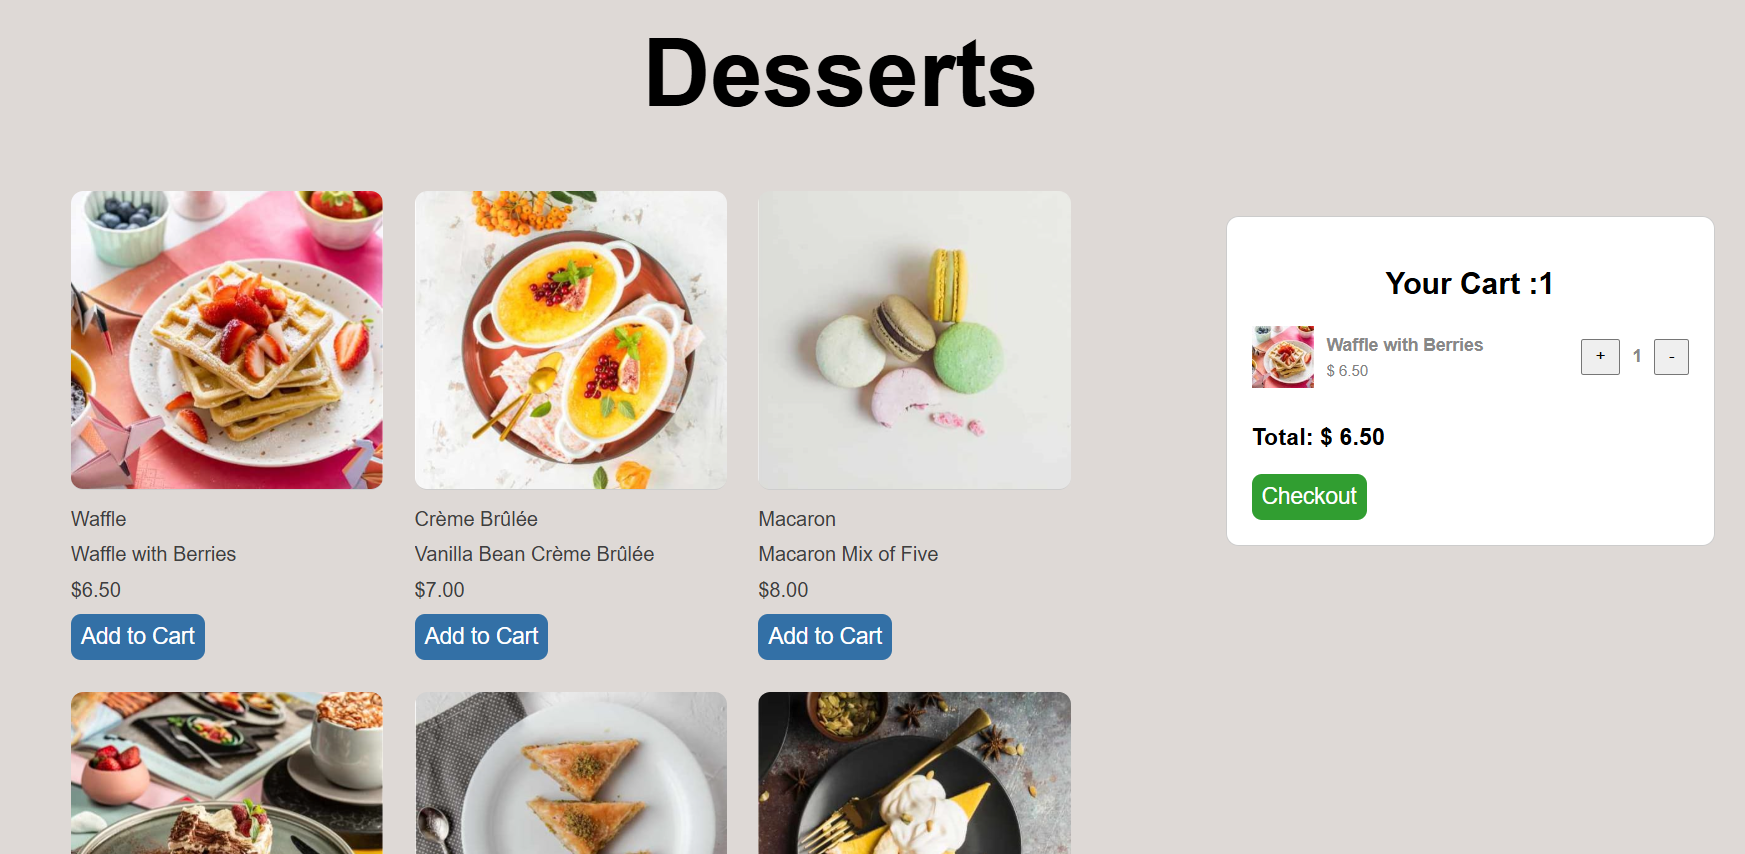 Desserts
Waffle
Waffle with Berries
$6.50
Add to Cart
Crème Brûlée
Vanilla Bean Crème Brûlée
$7.00
Add to Cart
Macaron
Macaron Mix of Five
$8.00
Add to Cart
Your Cart :1
Waffle with Berries
$ 6.50
+ 1 -
Total: $ 6.50
Checkout